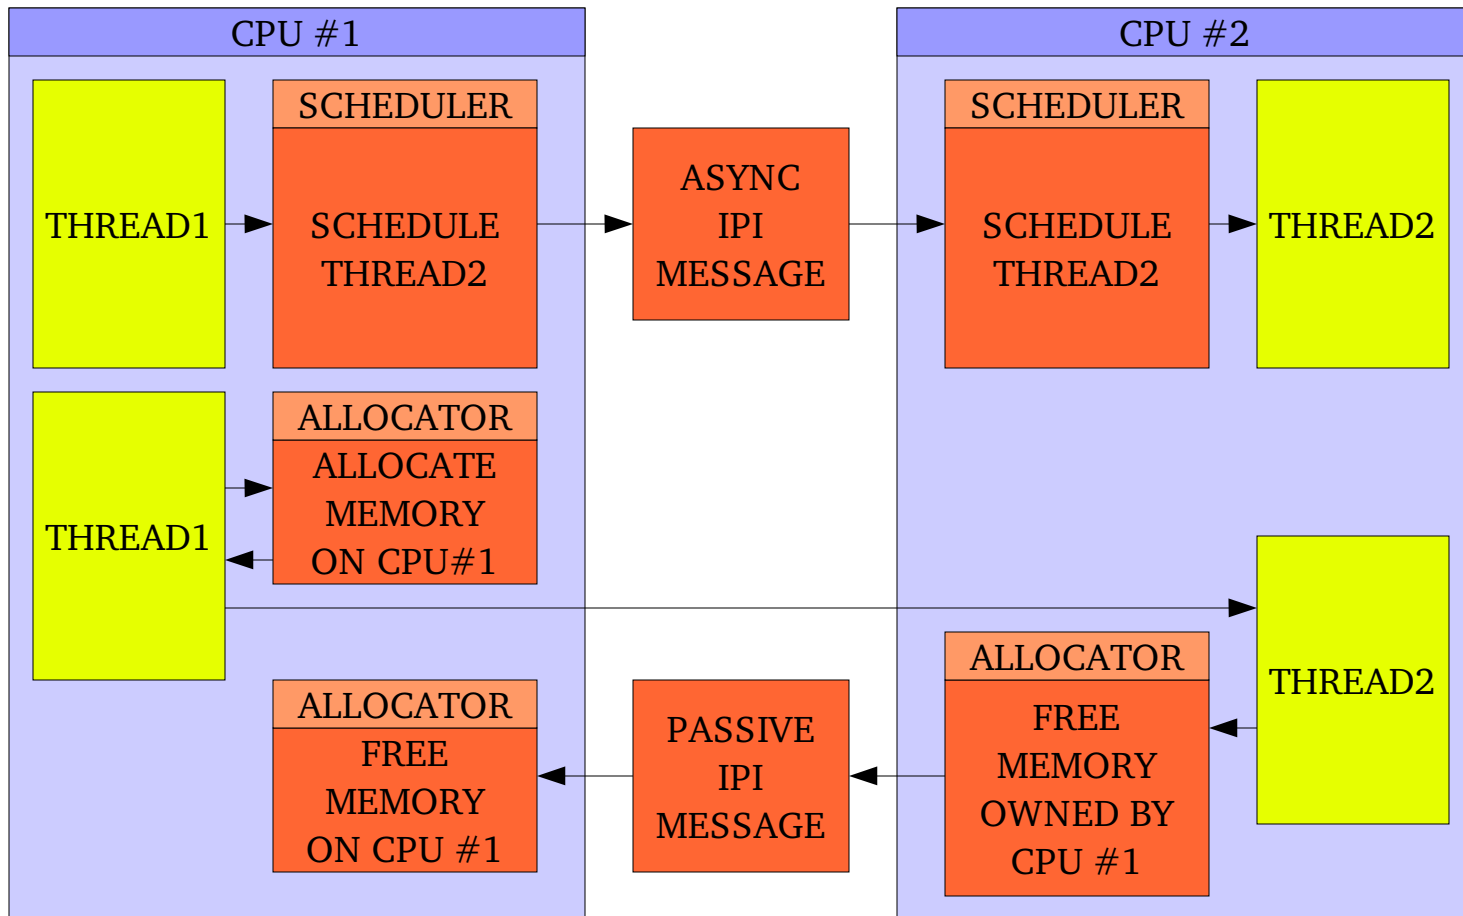 CPU #1
CPU #2
THREAD1
SCHEDULER
SCHEDULE
THREAD2
ASYNC
IPI
MESSAGE
SCHEDULER
SCHEDULE
THREAD2
THREAD2
THREAD1
ALLOCATOR
ALLOCATE
MEMORY
ON CPU#1
THREAD2
ALLOCATOR
FREE
MEMORY
OWNED BY
CPU #1
PASSIVE
IPI
MESSAGE
ALLOCATOR
FREE
MEMORY
ON CPU #1